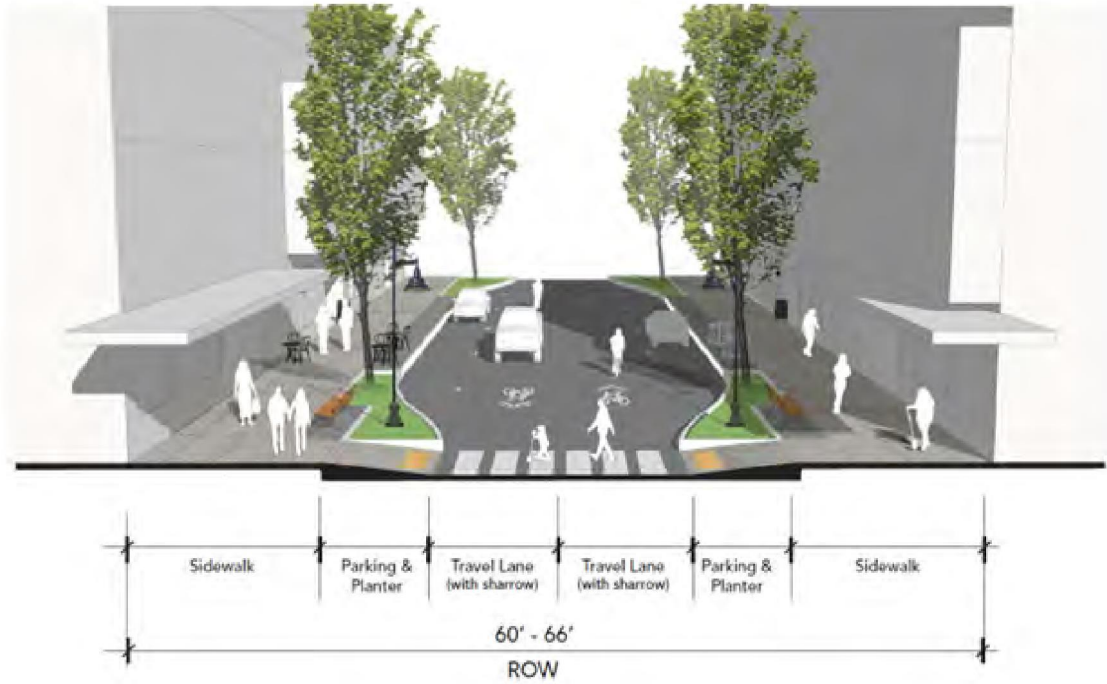 Sidewalk
Parking &
Planter
Travel Lane
(with sharrow)
Travel Lane
(with sharrow)
Parking &
Planter
Sidewalk
60' - 66'
ROW